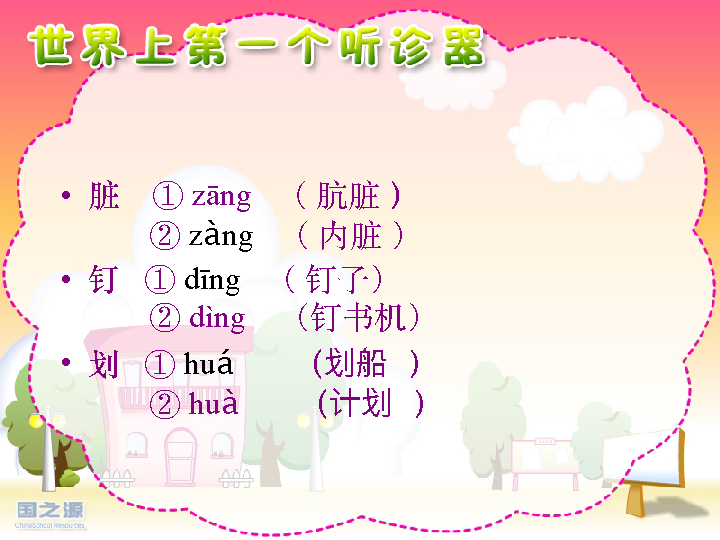 世界上第一个听诊器
• 脏 ① zāng （肮脏）
② zàng （内脏）
• 钉 ① dīng （钉了）
② dìng （钉书机）
• 划 ① huá （划船 ）
② huà （计划 ）
国之源
Chinaschool Resources